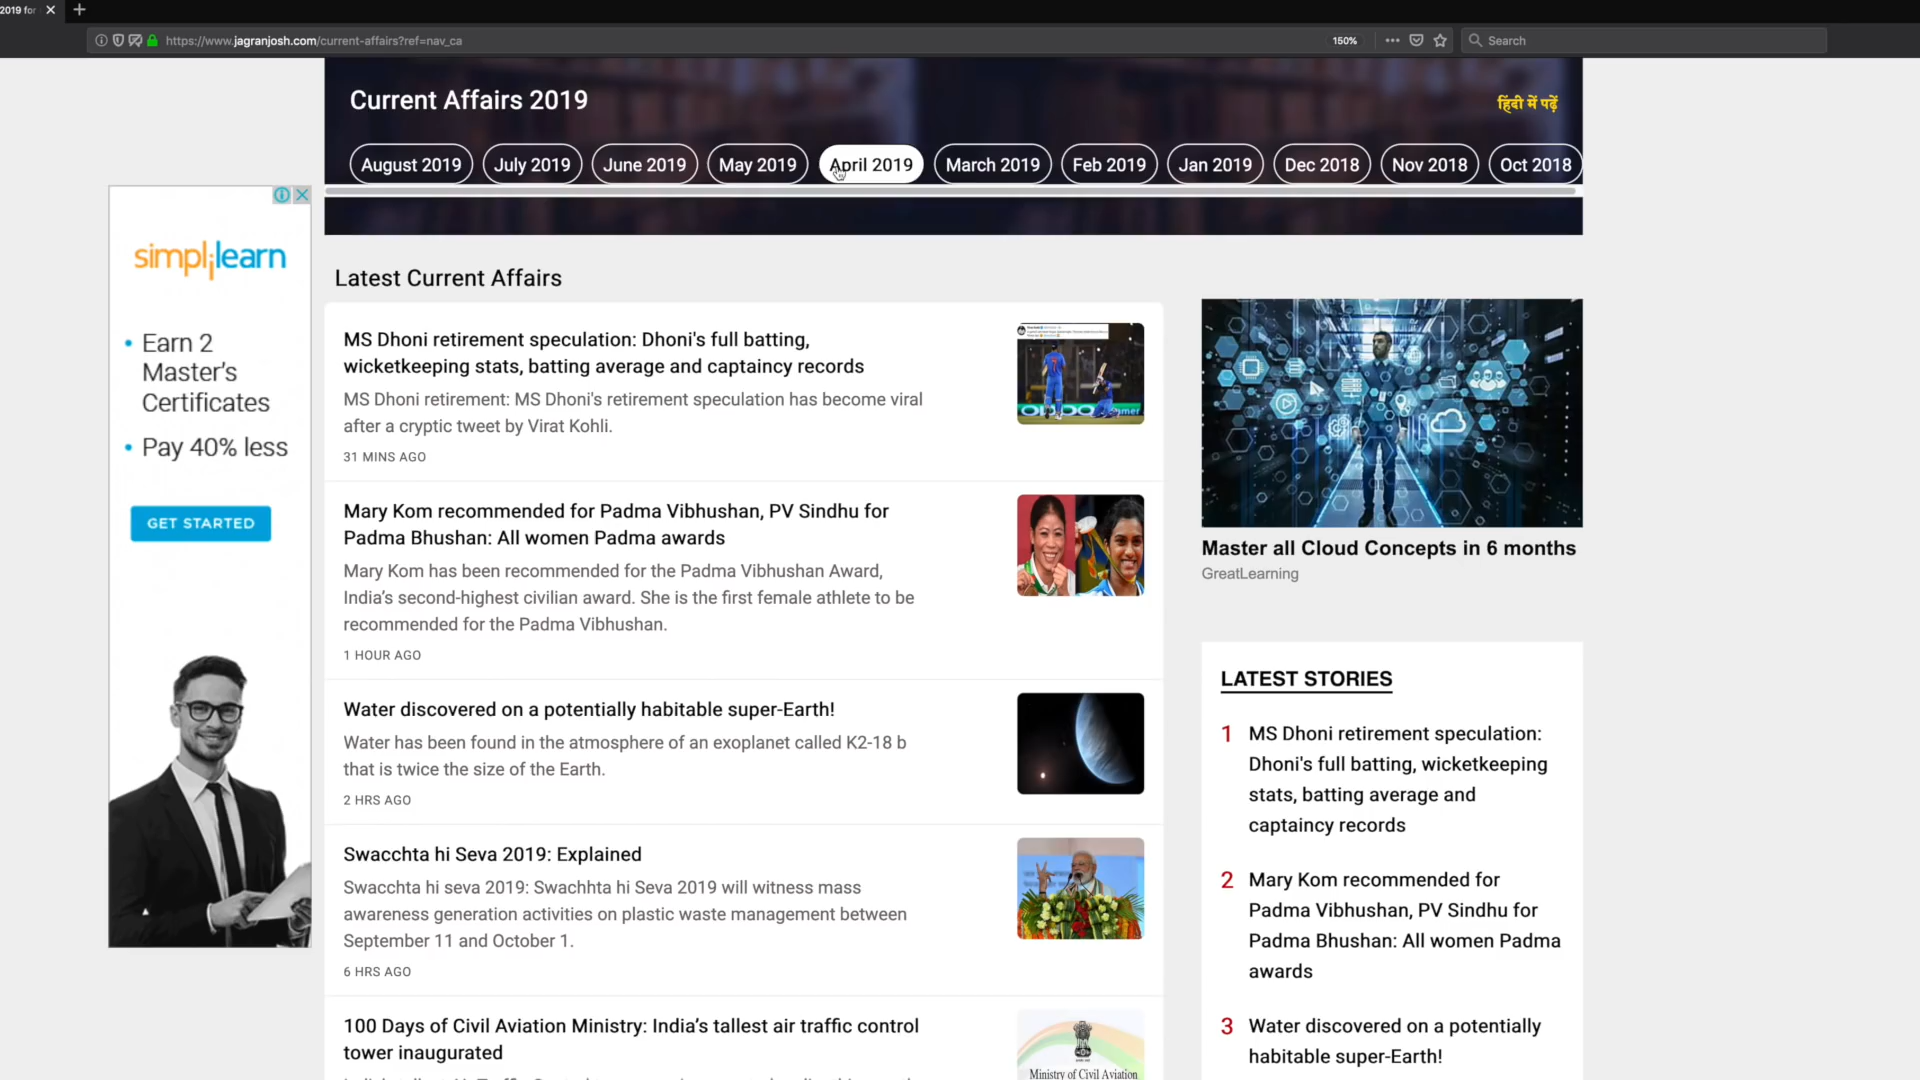 2019 for
https://www.jagranjosh.com/current-affairs?ref=nav_ca
150%
Search
Current Affairs 2019
हिंदी में पढ़ें
August 2019
July 2019
June 2019
May 2019
April 2019
March 2019
Feb 2019
Jan 2019
Dec 2018
Nov 2018
Oct 2018
simplilearn
• Earn 2
Master's
Certificates
• Pay 40% less
GET STARTED
Latest Current Affairs
MS Dhoni retirement speculation: Dhoni's full batting,
wicketkeeping stats, batting average and captaincy records
MS Dhoni retirement: MS Dhoni's retirement speculation has become viral
after a cryptic tweet by Virat Kohli.
31 MINS AGO
Mary Kom recommended for Padma Vibhushan, PV Sindhu for
Padma Bhushan: All women Padma awards
Mary Kom has been recommended for the Padma Vibhushan Award,
India's second-highest civilian award. She is the first female athlete to be
recommended for the Padma Vibhushan.
1 HOUR AGO
Water discovered on a potentially habitable super-Earth!
Water has been found in the atmosphere of an exoplanet called K2-18 b
that is twice the size of the Earth.
2 HRS AGO
Swacchta hi Seva 2019: Explained
Swacchta hi seva 2019: Swachhta hi Seva 2019 will witness mass
awareness generation activities on plastic waste management between
September 11 and October 1.
6 HRS AGO
100 Days of Civil Aviation Ministry: India's tallest air traffic control
tower inaugurated
Ministry of Civil Aviation
Master all Cloud Concepts in 6 months
GreatLearning
LATEST STORIES
1 MS Dhoni retirement speculation:
Dhoni's full batting, wicketkeeping
stats, batting average and
captaincy records
2 Mary Kom recommended for
Padma Vibhushan, PV Sindhu for
Padma Bhushan: All women Padma
awards
3 Water discovered on a potentially
habitable super-Earth!